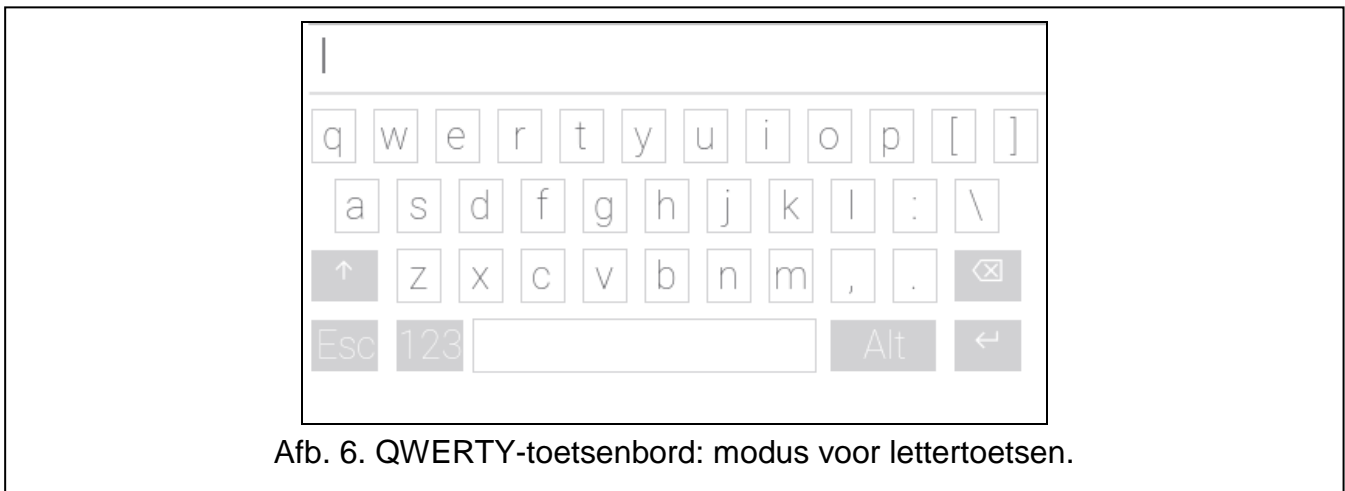 q w e r t y u i o p [ ]
a s d f g h j k l : \
↑ z x c v b n m , . ⌫
Esc 123 Alt ↵
Afb. 6. QWERTY-toetsenbord: modus voor lettertoetsen.